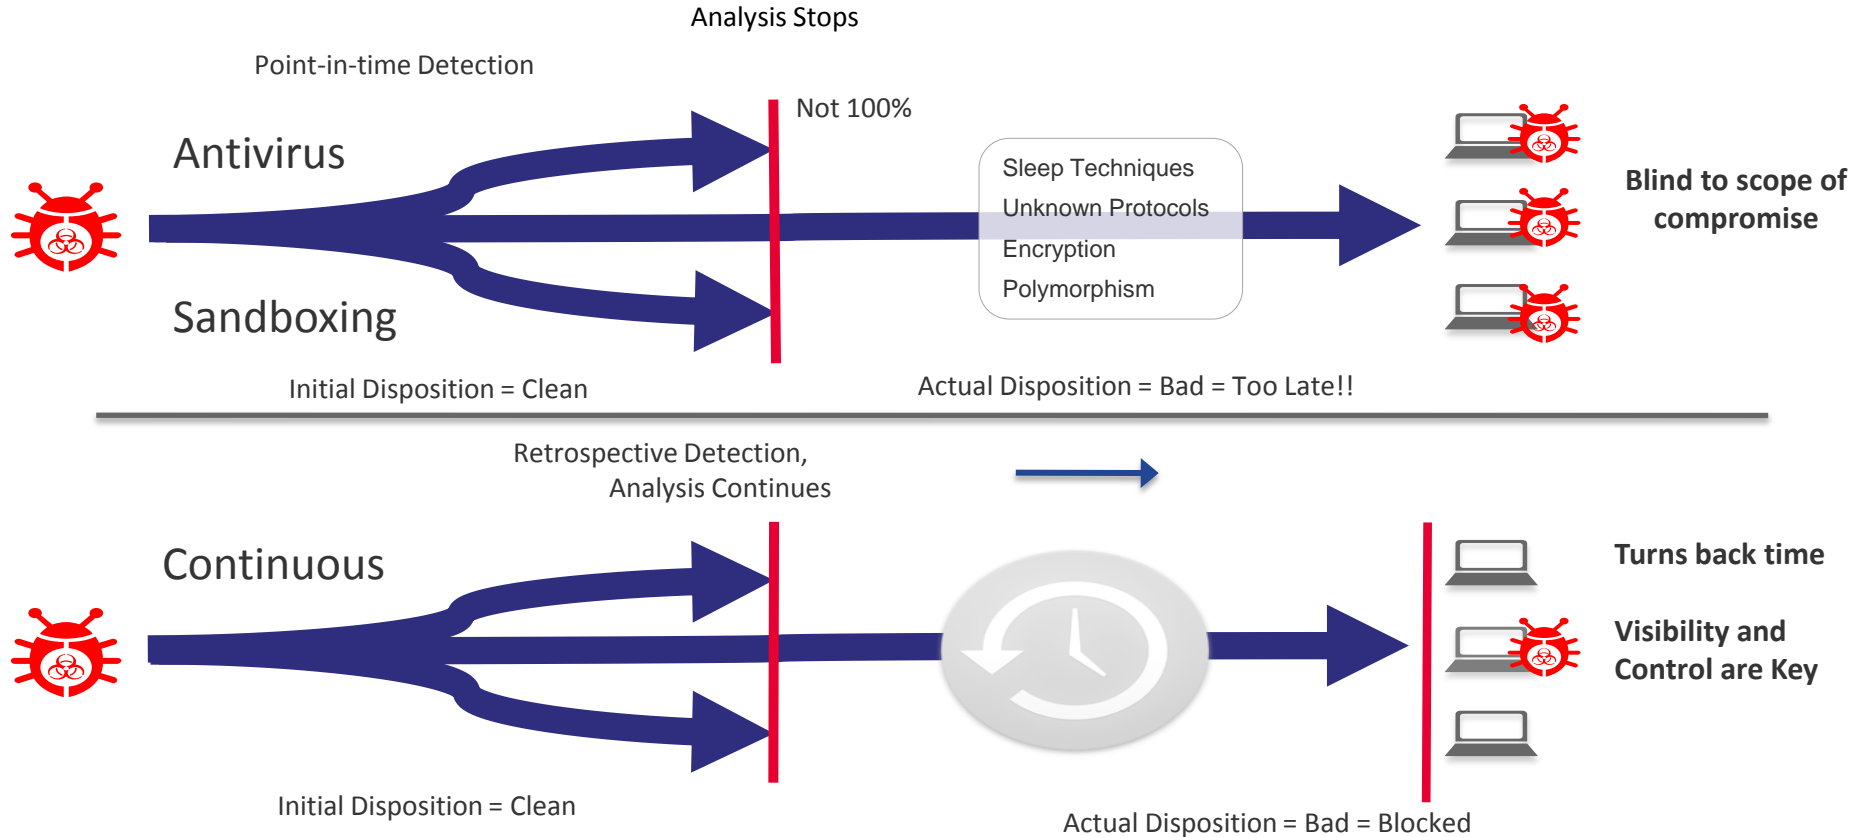 Analysis Stops
Point-in-time Detection
Not 100%
Antivirus
Sleep Techniques
Unknown Protocols
Encryption
Polymorphism
Blind to scope of
compromise
Sandboxing
Initial Disposition = Clean
Actual Disposition = Bad = Too Late!!
Retrospective Detection,
Analysis Continues
Continuous
Turns back time
Visibility and
Control are Key
Initial Disposition = Clean
Actual Disposition = Bad = Blocked